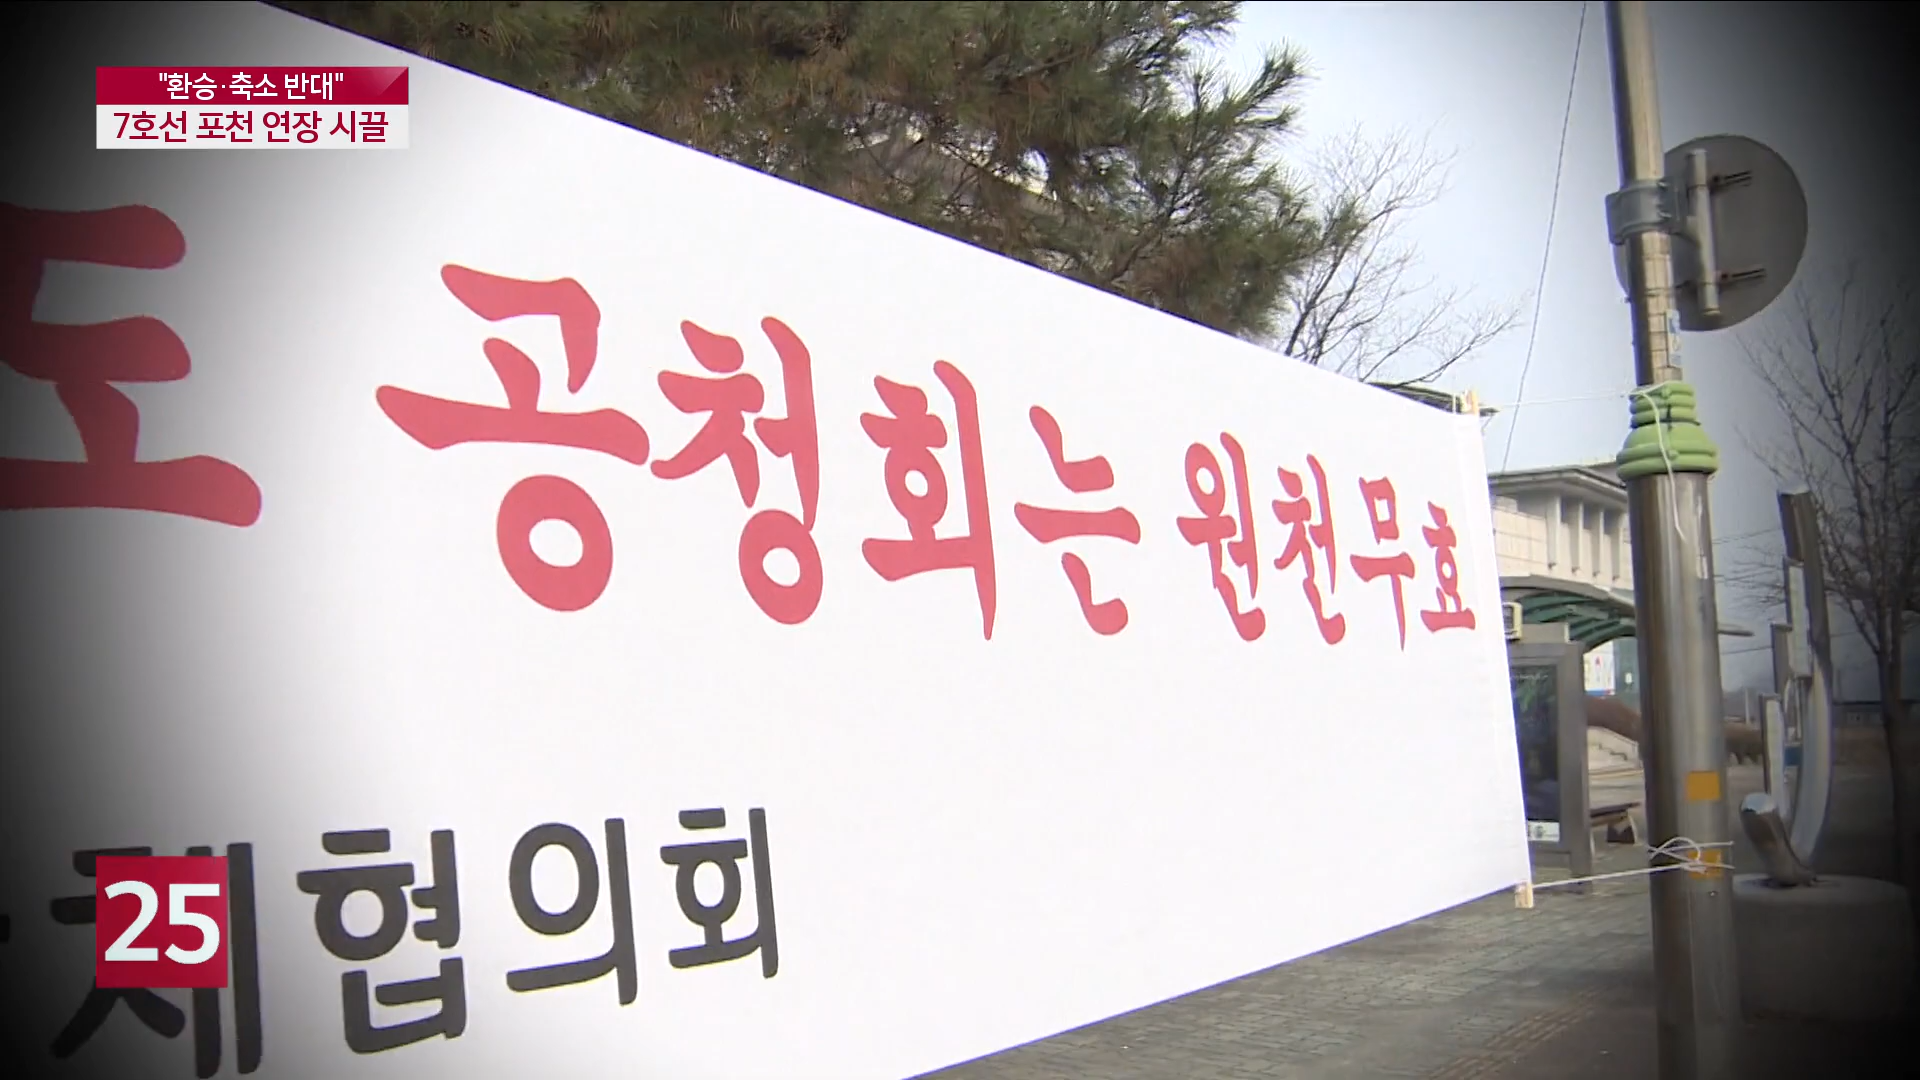 "환승·축소 반대"
7호선 포천 연장 시끌
도 공청회는 원천무효
체협의회
25